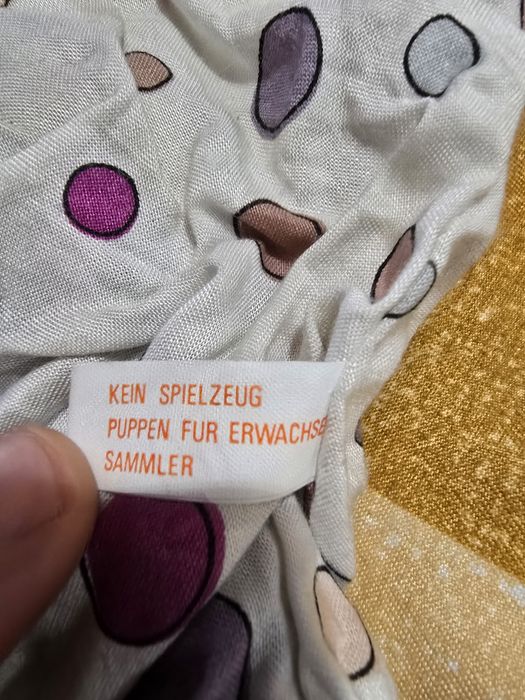 KEIN SPIELZEUG
PUPPEN FUR ERWACHSE
SAMMLER